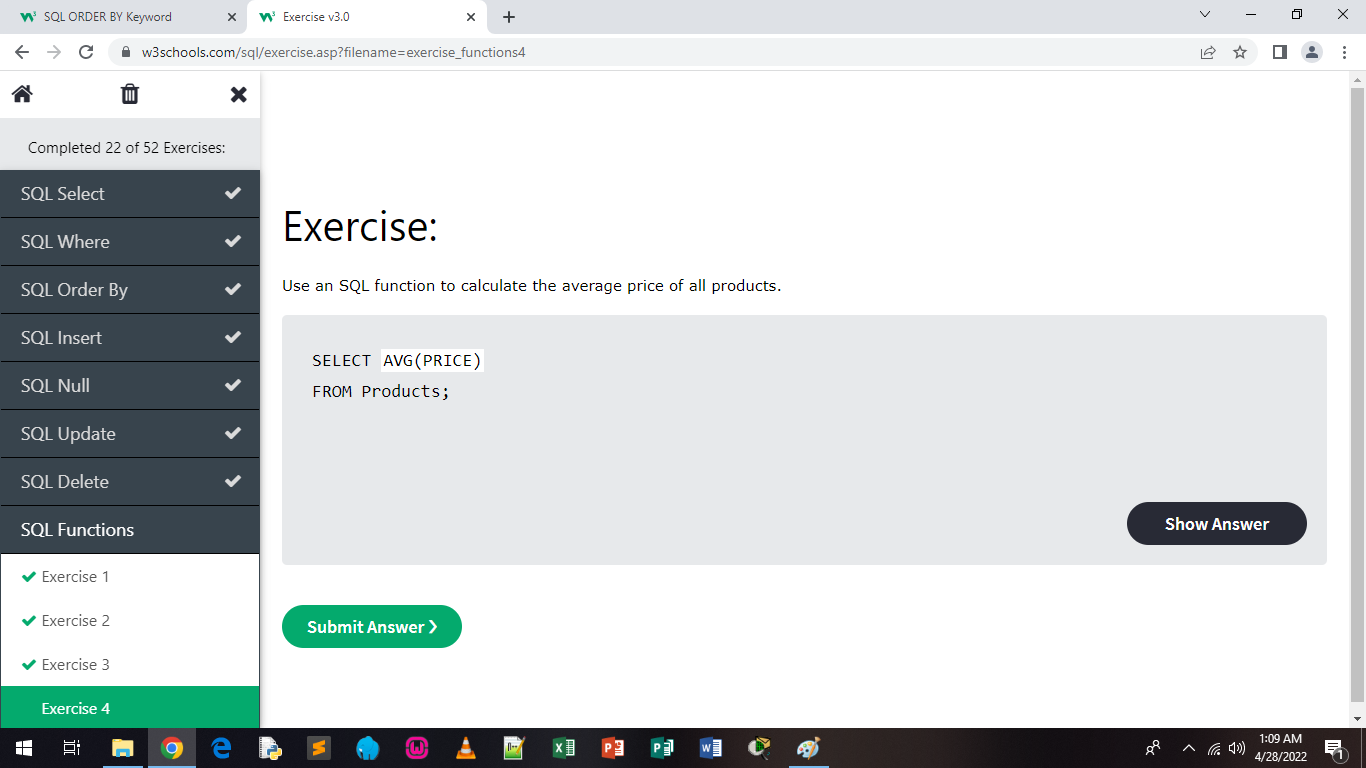 SQL ORDER BY Keyword
Exercise v3.0
w3schools.com/sql/exercise.asp?filename=exercise_functions4
Completed 22 of 52 Exercises:
SQL Select
SQL Where
SQL Order By
SQL Insert
SQL Null
SQL Update
SQL Delete
SQL Functions
Exercise 1
Exercise 2
Exercise 3
Exercise 4
Exercise:
Use an SQL function to calculate the average price of all products.
SELECT AVG(PRICE)
FROM Products;
Show Answer
Submit Answer ❯
1:09 AM
4/28/2022
1